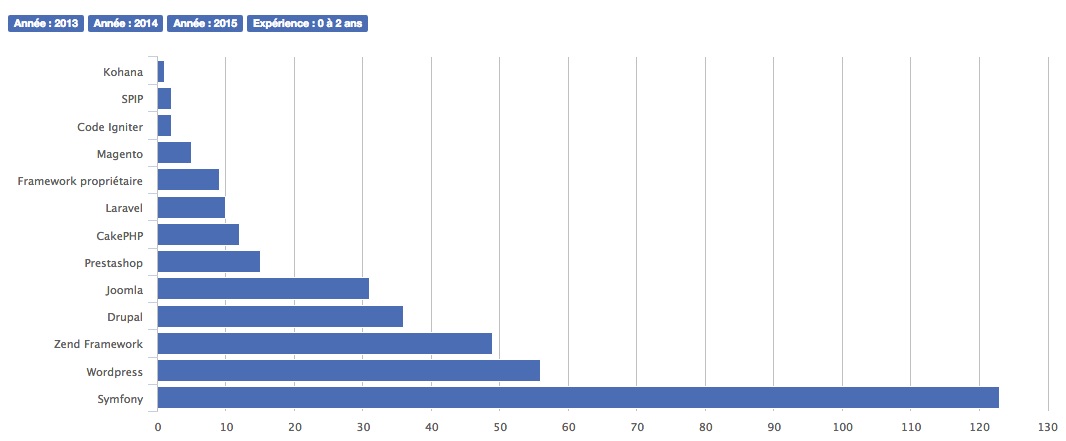 Année : 2013 Année : 2014 Année : 2015 Expérience : 0 à 2 ans
Kohana
SPIP
Code Igniter
Magento
Framework propriétaire
Laravel
CakePHP
Prestashop
Joomla
Drupal
Zend Framework
Wordpress
Symfony
0 10 20 30 40 50 60 70 80 90 100 110 120 130